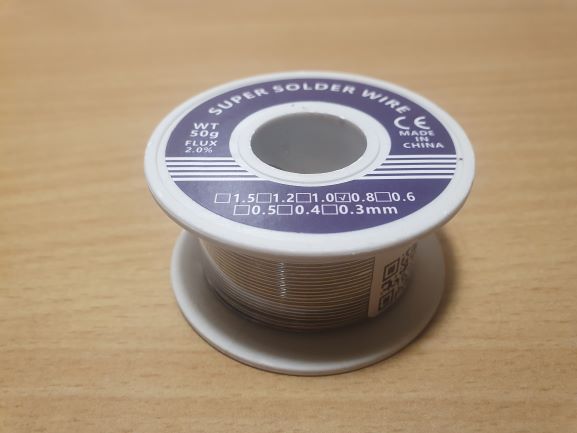 SUPER SOLDER WIRE
WT
50g
FLUX
2.0%
CE
MADE
IN
CHINA
☐1.5☐1.2☐1.0☑0.8☐0.6
☐0.5☐0.4☐0.3mm